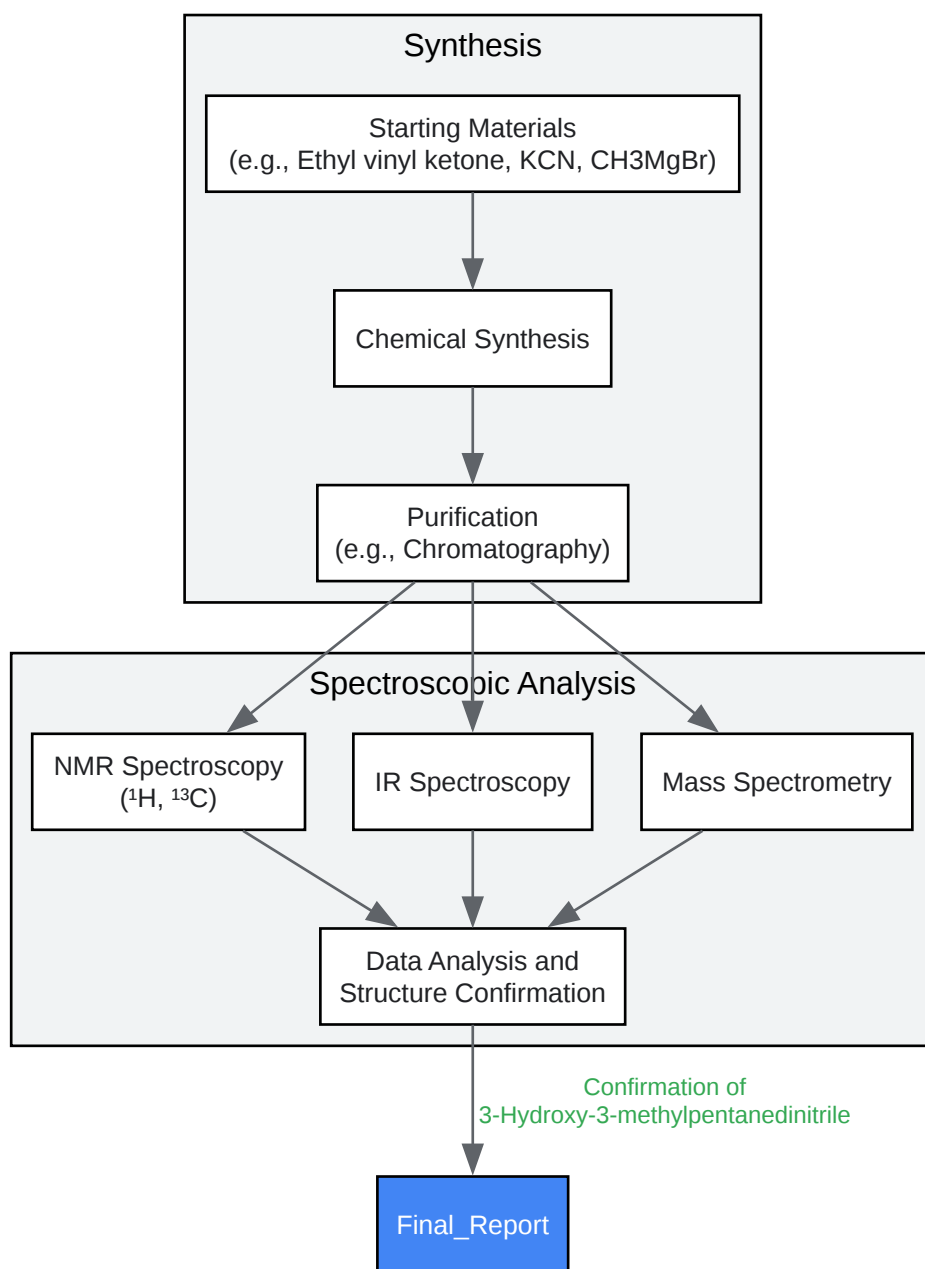 Synthesis
Starting Materials
(e.g., Ethyl vinyl ketone, KCN, CH3MgBr)
Chemical Synthesis
Purification
(e.g., Chromatography)
Spectroscopic Analysis
NMR Spectroscopy
(¹H, ¹³C)
IR Spectroscopy
Mass Spectrometry
Data Analysis and
Structure Confirmation
Confirmation of
3-Hydroxy-3-methylpentanedinitrile
Final_Report